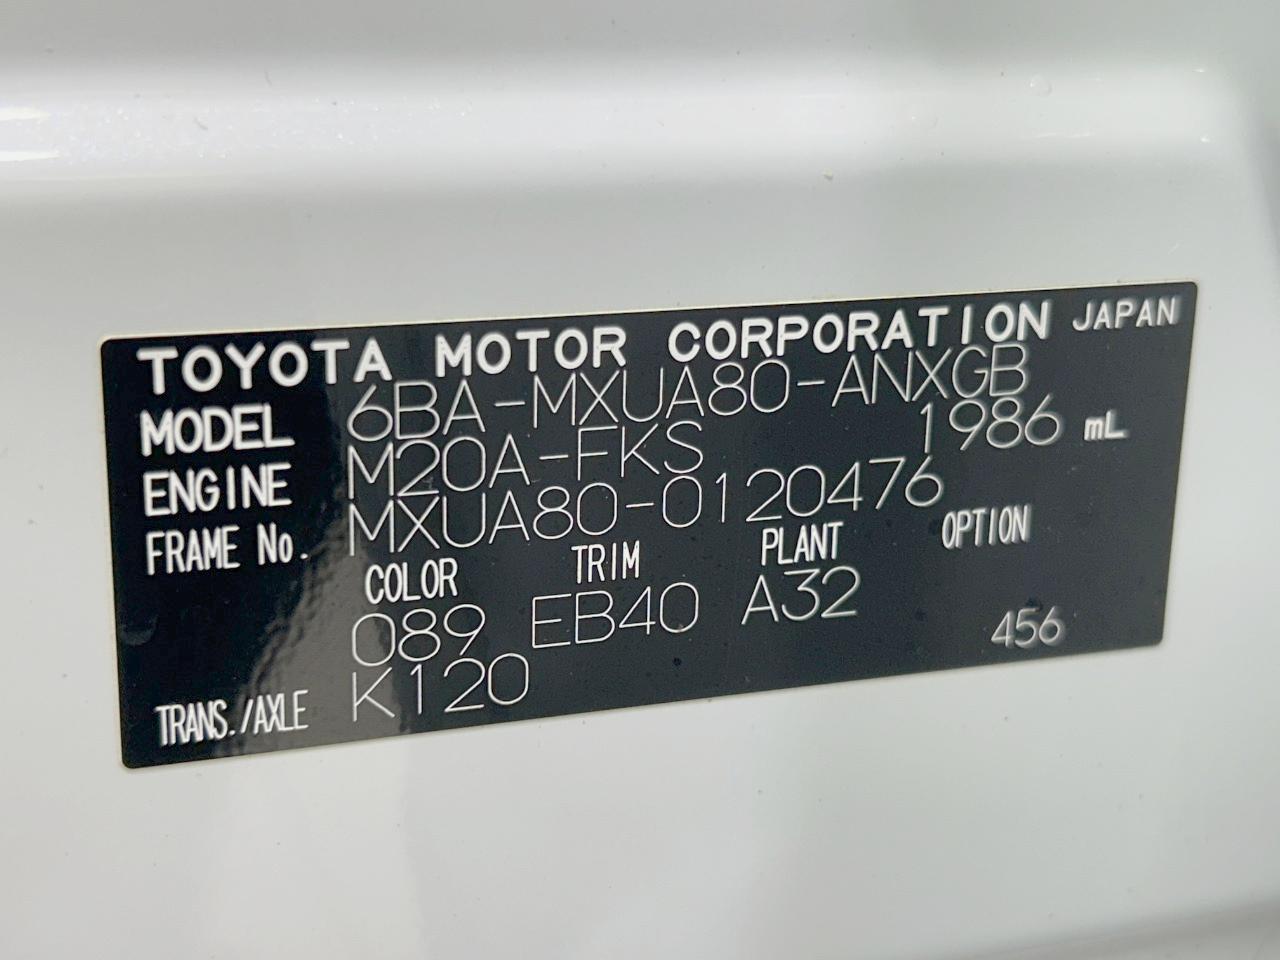 TOYOTA MOTOR CORPORATION JAPAN
MODEL 6BA-MXUA80-ANXGB
ENGINE M20A-FKS 1986 mL
FRAME No. MXUA80-0120476
COLOR TRIM PLANT OPTION
089 EB40 A32
TRANS./AXLE K120 456